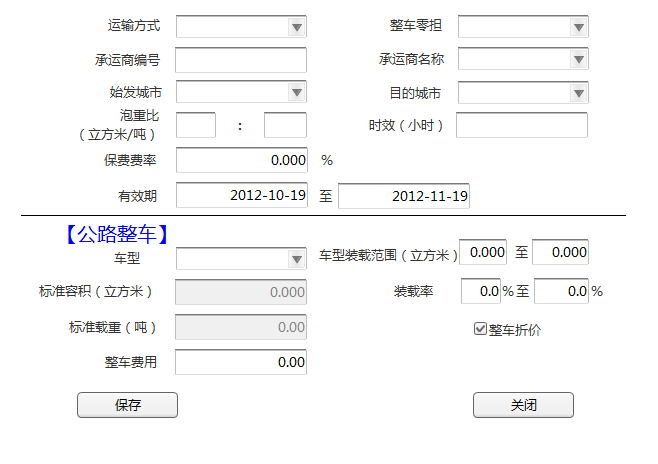 运输方式 整车零担
承运商编号 承运商名称
始发城市 目的城市
泡重比
（立方米/吨） : 时效（小时）
保费费率 0.000 %
有效期 2012-10-19 至 2012-11-19
【公路整车】
车型 车型装载范围（立方米） 0.000 至 0.000
标准容积（立方米） 0.000 装载率 0.0 % 至 0.0 %
标准载重（吨） 0.00 整车折价
整车费用 0.00
保存 关闭